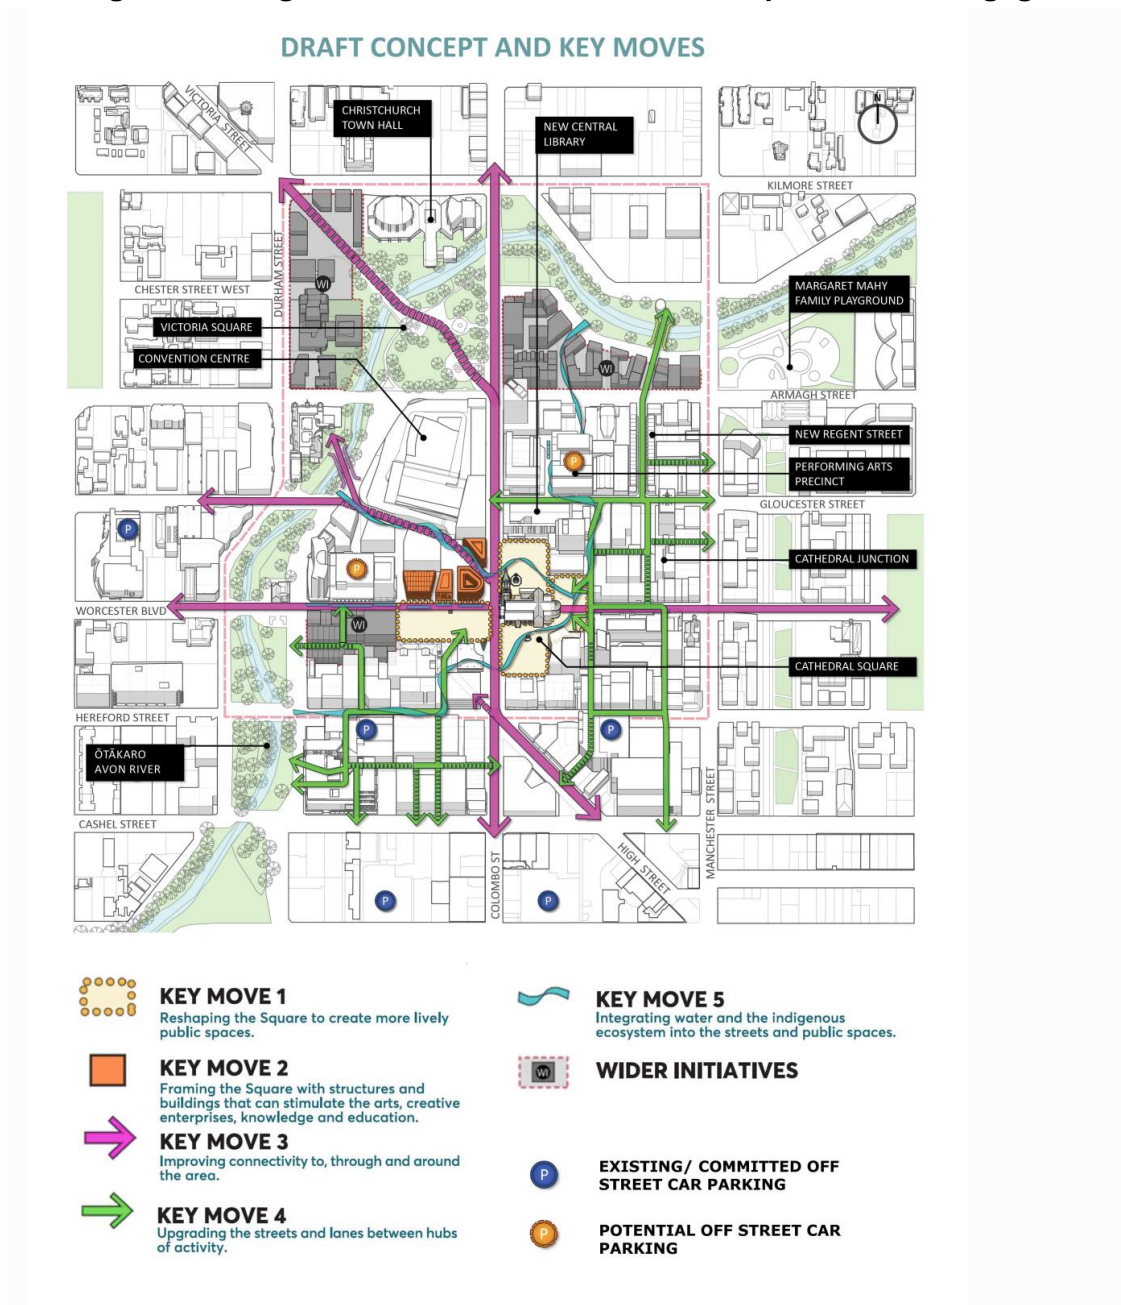 DRAFT CONCEPT AND KEY MOVES
VICTORIA STREET
CHRISTCHURCH
TOWN HALL
NEW CENTRAL
LIBRARY
N
KILMORE STREET
DURHAM STREET
CHESTER STREET WEST
WI
MARGARET MAHY
FAMILY PLAYGROUND
VICTORIA SQUARE
CONVENTION CENTRE
WI
ARMAGH STREET
NEW REGENT STREET
P
PERFORMING ARTS
PRECINCT
GLOUCESTER STREET
P
P
CATHEDRAL JUNCTION
WORCESTER BLVD
WI
CATHEDRAL SQUARE
HEREFORD STREET
P
P
ŌTĀKARO
AVON RIVER
CASHEL STREET
COLOMBO ST
HIGH STREET
MANCHESTER STREET
P
P
KEY MOVE 1
Reshaping the Square to create more lively
public spaces.
KEY MOVE 2
Framing the Square with structures and
buildings that can stimulate the arts, creative
enterprises, knowledge and education.
KEY MOVE 3
Improving connectivity to, through and around
the area.
KEY MOVE 4
Upgrading the streets and lanes between hubs
of activity.
KEY MOVE 5
Integrating water and the indigenous
ecosystem into the streets and public spaces.
WI
WIDER INITIATIVES
P
EXISTING/ COMMITTED OFF
STREET CAR PARKING
P
POTENTIAL OFF STREET CAR
PARKING